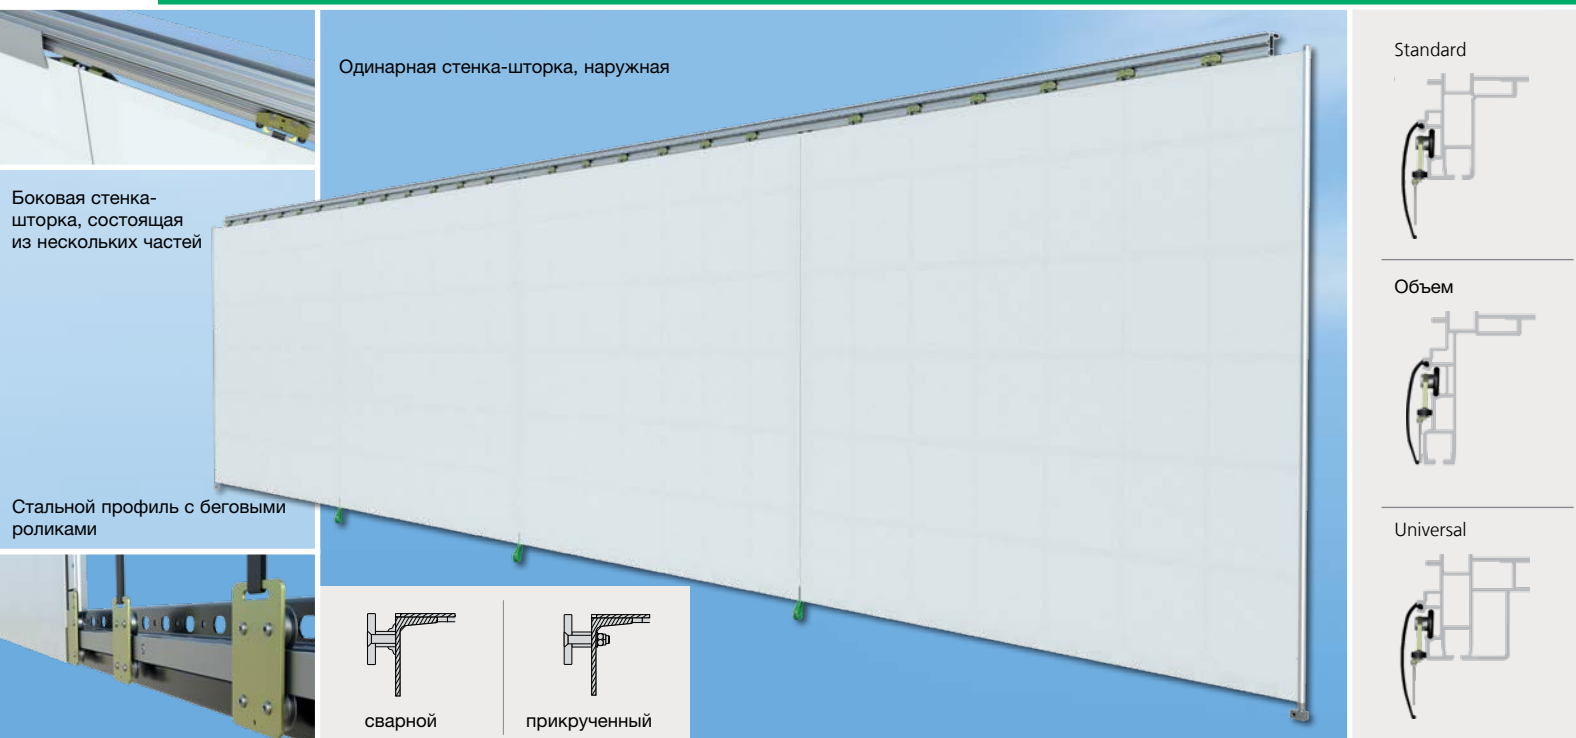 Одинарная стенка-шторка, наружная
Боковая стенка-
шторка, состоящая
из нескольких частей
Стальной профиль с беговыми
роликами
сварной
прикрученный
Standard
Объем
Universal